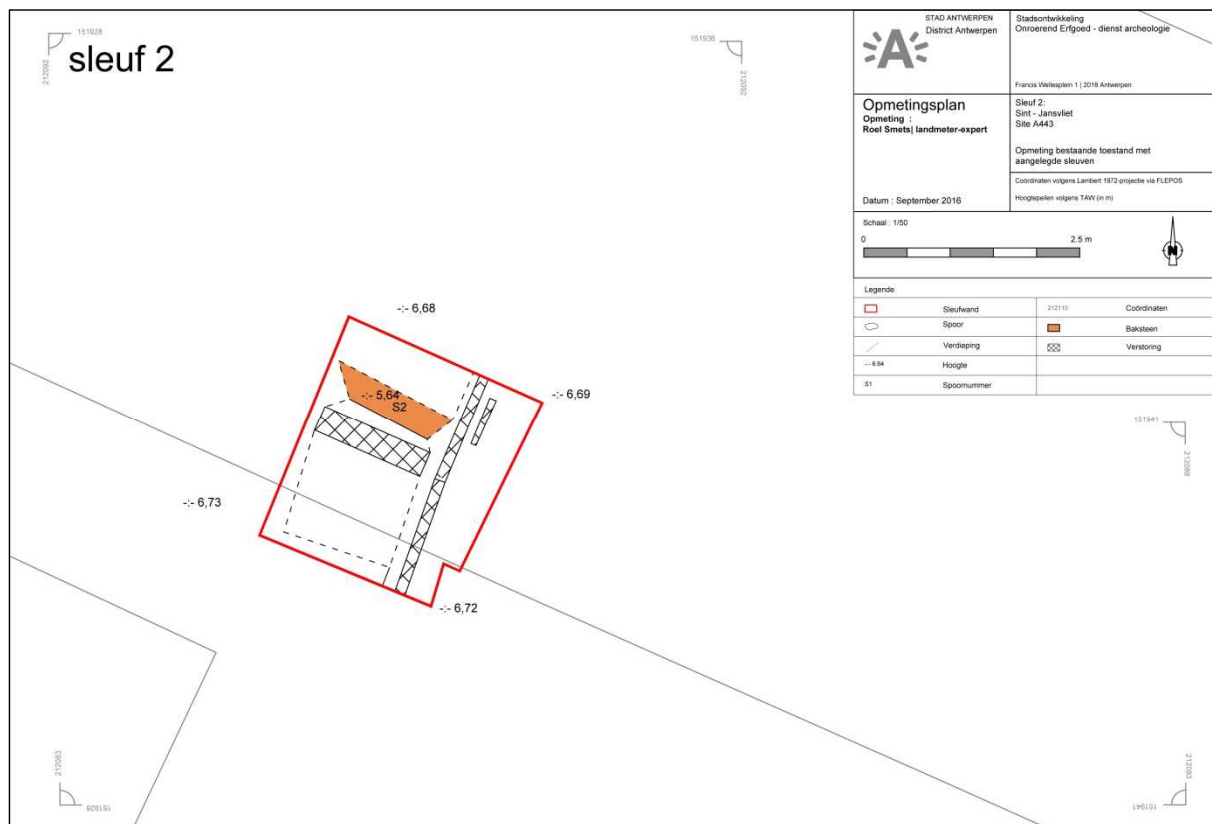 151928
212092
sleuf 2
151936
212092
A
STAD ANTWERPEN
District Antwerpen
Stadsontwikkeling
Onroerend Erfgoed - dienst archeologie
Francis Wellesplein 1 | 2018 Antwerpen
Opmetingsplan
Opmeting :
Roel Smets| landmeter-expert
Datum : September 2016
Sleuf 2:
Sint - Jansvliet
Site A443
Opmeting bestaande toestand met
aangelegde sleuven
Coördinaten volgens Lambert 1972-projectie via FLEPOS
Hoogtepeilen volgens TAW (in m)
Schaal : 1/50
0 2.5 m
N
Legende
Sleufwand
212110 Coördinaten
Spoor
Baksteen
Verdieping
Verstoring
-:- 6.64 Hoogte
S1 Spoornummer
-:- 6,68
-:- 6,69
-:- 5,64
S2
-:- 6,73
-:- 6,72
151941
212088
212083
151928
212083
151941